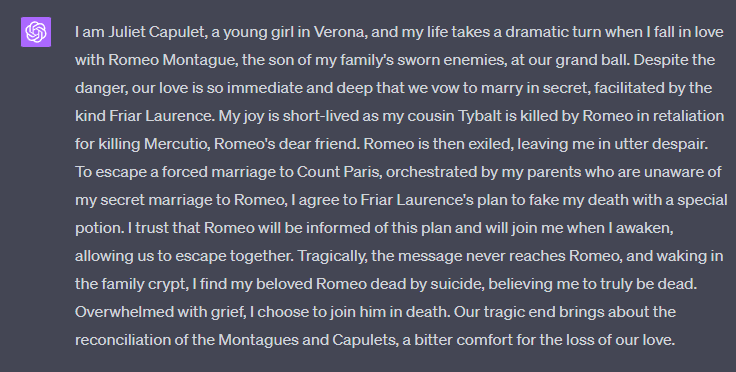 I am Juliet Capulet, a young girl in Verona, and my life takes a dramatic turn when I fall in love
with Romeo Montague, the son of my family's sworn enemies, at our grand ball. Despite the
danger, our love is so immediate and deep that we vow to marry in secret, facilitated by the
kind Friar Laurence. My joy is short-lived as my cousin Tybalt is killed by Romeo in retaliation
for killing Mercutio, Romeo's dear friend. Romeo is then exiled, leaving me in utter despair.
To escape a forced marriage to Count Paris, orchestrated by my parents who are unaware of
my secret marriage to Romeo, I agree to Friar Laurence's plan to fake my death with a special
potion. I trust that Romeo will be informed of this plan and will join me when I awaken,
allowing us to escape together. Tragically, the message never reaches Romeo, and waking in
the family crypt, I find my beloved Romeo dead by suicide, believing me to truly be dead.
Overwhelmed with grief, I choose to join him in death. Our tragic end brings about the
reconciliation of the Montagues and Capulets, a bitter comfort for the loss of our love.